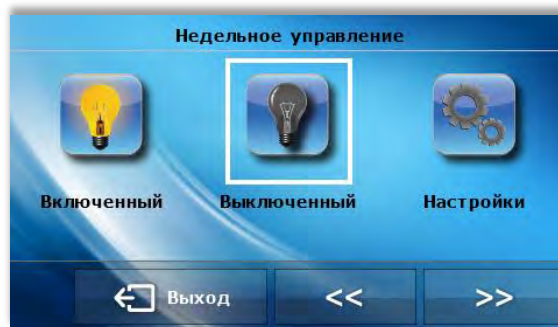 Недельное управление
Включенный Выключенный Настройки
Выход << >>